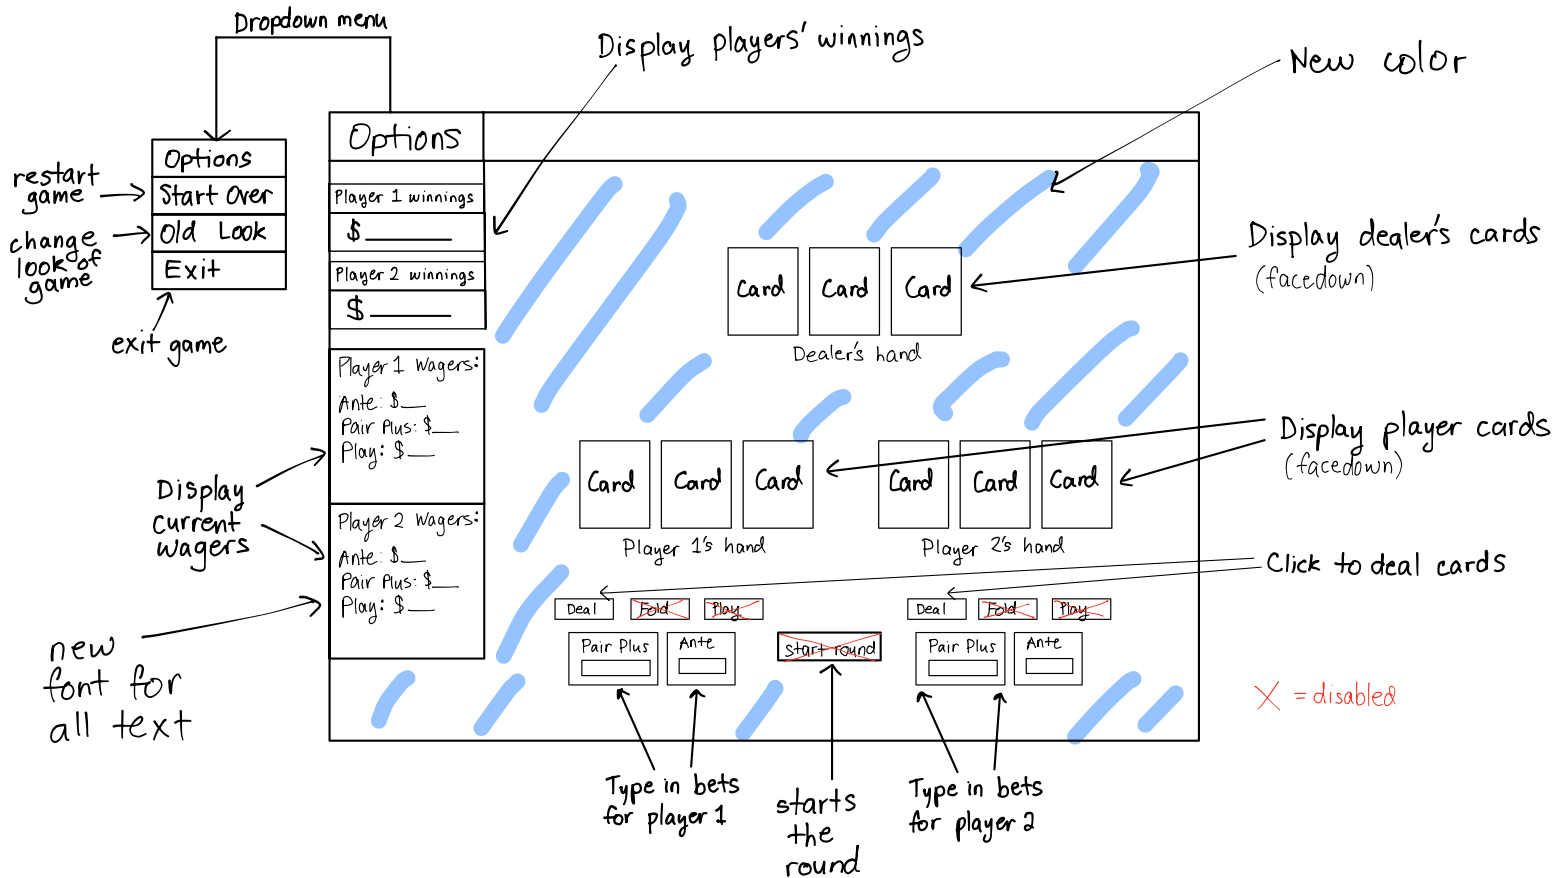 Dropdown menu
Display players' winnings
New color
Options
Options
Start Over
Old Look
Exit
restart
game
change
look of
game
exit game
Player 1 winnings
$
Player 2 winnings
$
Player 1 Wagers:
Ante: $
Pair Plus: $
Play: $
Player 2 Wagers:
Ante: $
Pair Plus: $
Play: $
Display
current
wagers
new
font for
all text
Card Card Card
Dealer's hand
Display dealer's cards
(facedown)
Card Card Card
Player 1's hand
Card Card Card
Player 2's hand
Display player cards
(facedown)
Click to deal cards
Deal Fold Play
Pair Plus Ante
start round
Deal Fold Play
Pair Plus Ante
X = disabled
Type in bets
for player 1
starts
the
round
Type in bets
for player 2